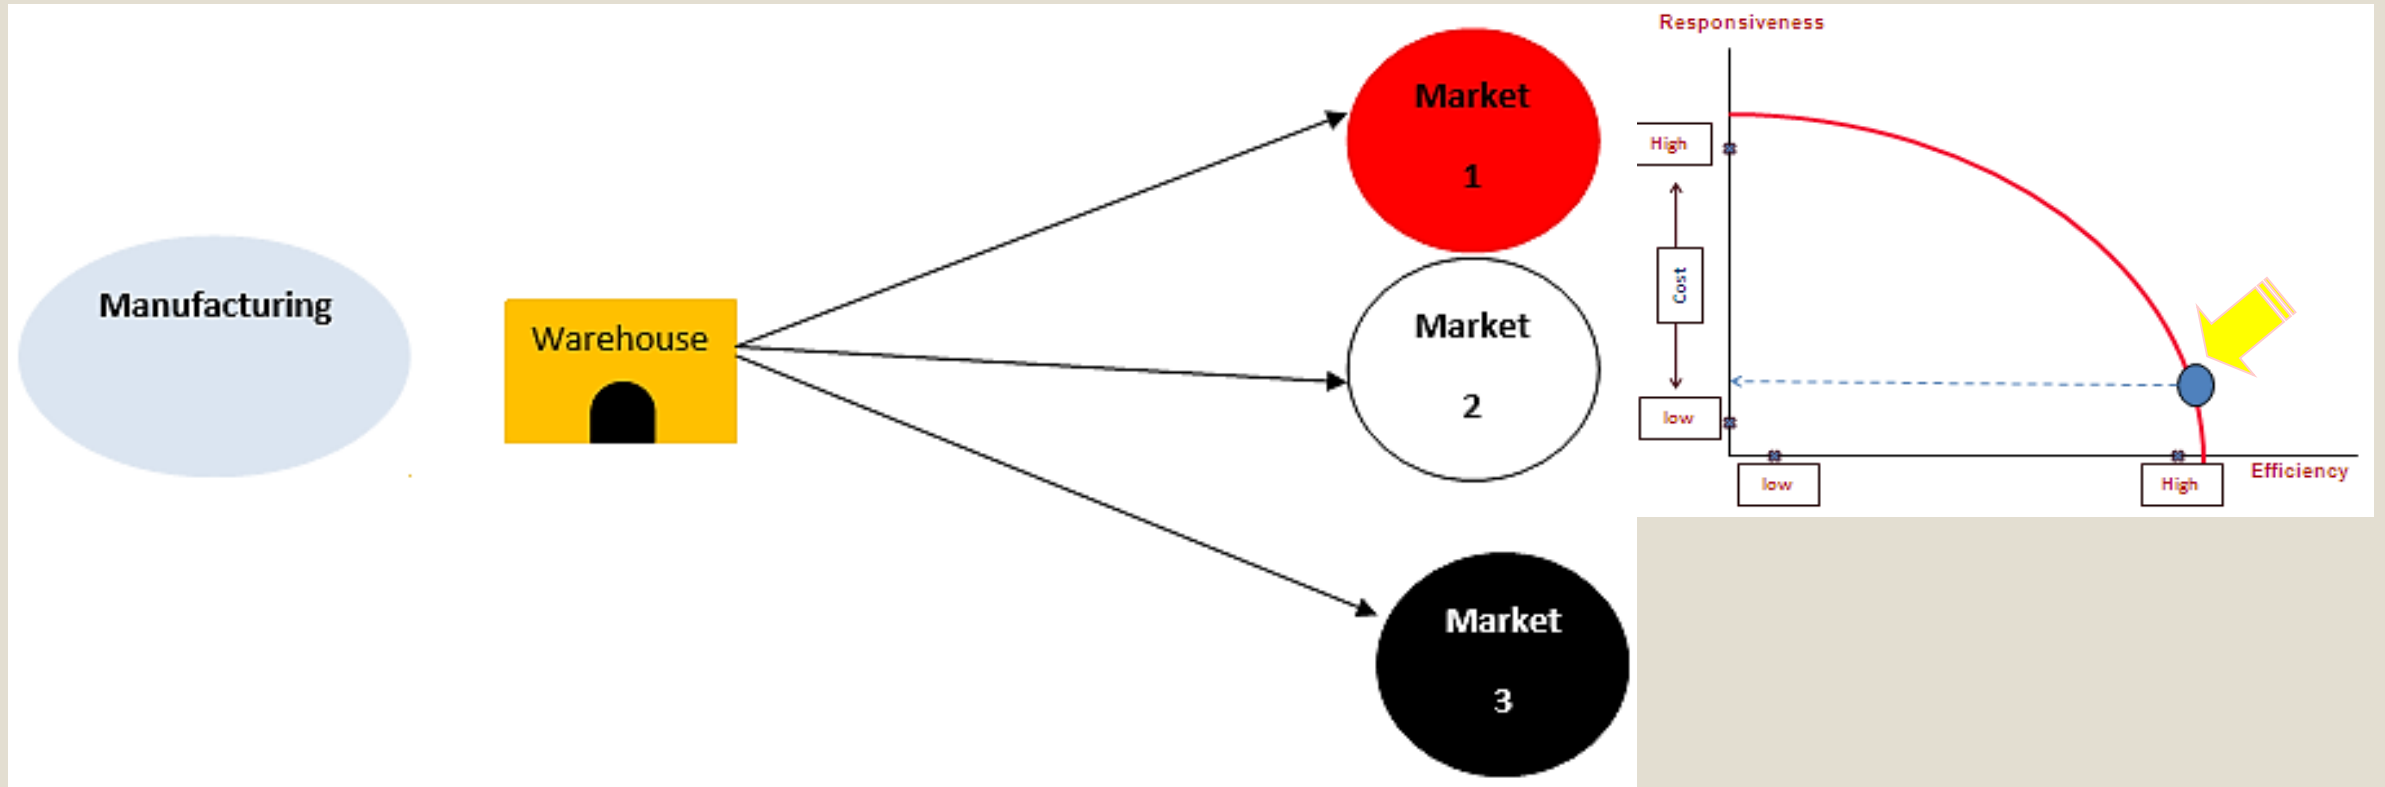 Manufacturing
Warehouse
Market
1
Market
2
Market
3
Responsiveness
High
Cost
low
low
High
Efficiency